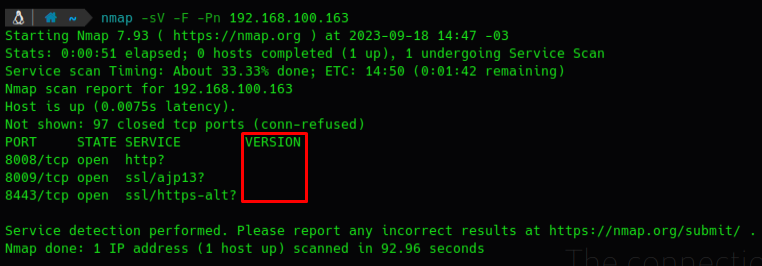 ~ nmap -sV -F -Pn 192.168.100.163
Starting Nmap 7.93 ( https://nmap.org ) at 2023-09-18 14:47 -03
Stats: 0:00:51 elapsed; 0 hosts completed (1 up), 1 undergoing Service Scan
Service scan Timing: About 33.33% done; ETC: 14:50 (0:01:42 remaining)
Nmap scan report for 192.168.100.163
Host is up (0.0075s latency).
Not shown: 97 closed tcp ports (conn-refused)
PORT     STATE SERVICE        VERSION
8008/tcp open  http?
8009/tcp open  ssl/ajp13?
8443/tcp open  ssl/https-alt?
Service detection performed. Please report any incorrect results at https://nmap.org/submit/ .
Nmap done: 1 IP address (1 host up) scanned in 92.96 seconds
The connectio